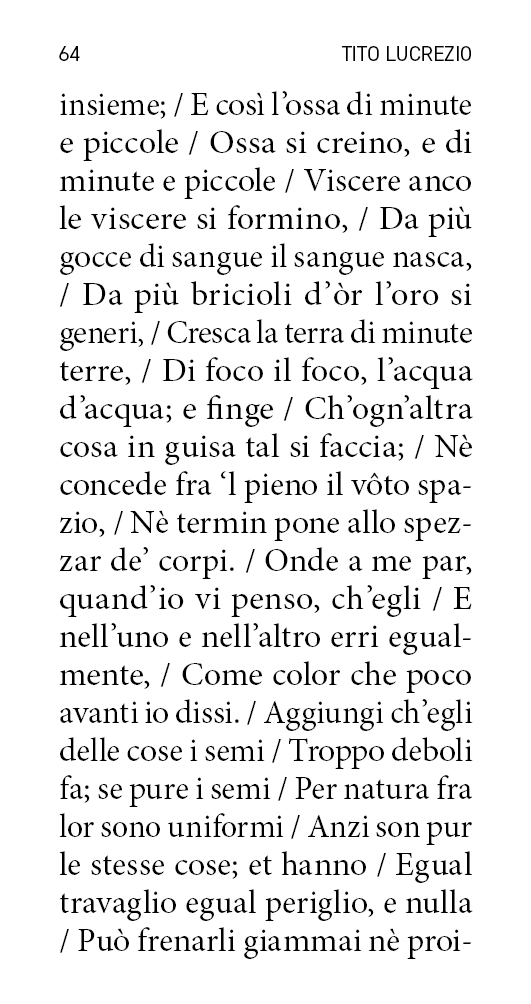 64 TITO LUCREZIO
insieme; / E così l’ossa di minute
e piccole / Ossa si creino, e di
minute e piccole / Viscere anco
le viscere si formino, / Da più
gocce di sangue il sangue nasca,
/ Da più bricioli d’òr l’oro si
generi, / Cresca la terra di minute
terre, / Di foco il foco, l’acqua
d’acqua; e finge / Ch’ogn’altra
cosa in guisa tal si faccia; / Nè
concede fra ‘l pieno il vôto spa-
zio, / Nè termin pone allo spez-
zar de’ corpi. / Onde a me par,
quand’io vi penso, ch’egli / E
nell’uno e nell’altro erri egual-
mente, / Come color che poco
avanti io dissi. / Aggiungi ch’egli
delle cose i semi / Troppo deboli
fa; se pure i semi / Per natura fra
lor sono uniformi / Anzi son pur
le stesse cose; et hanno / Egual
travaglio egual periglio, e nulla
/ Può frenarli giammai nè proi-